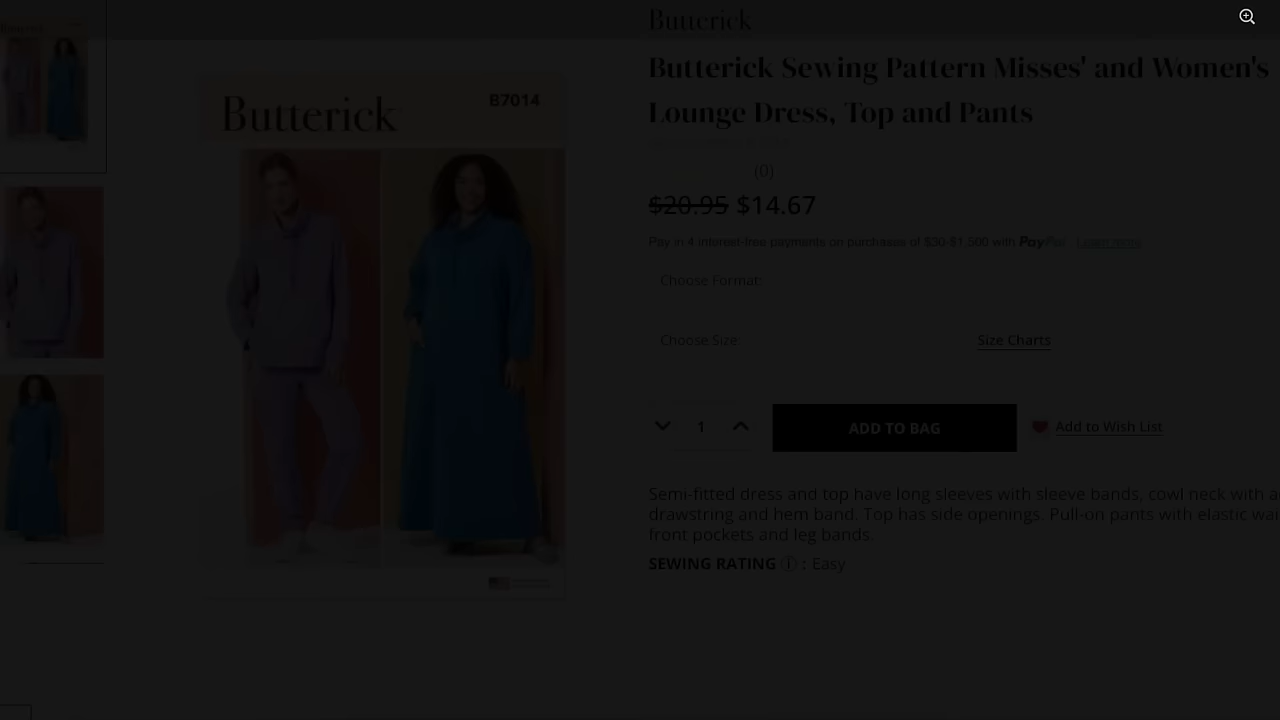 Butterick
Butterick Sewing Pattern Misses' and Women's
Lounge Dress, Top and Pants
(0)
$20.95 $14.67
Pay in 4 interest-free payments on purchases of $30-$1,500 with PayPal. Learn more
Choose Format:
Choose Size
Size Charts
1
ADD TO BAG
Add to Wish List
Semi-fitted dress and top have long sleeves with sleeve bands, cowl neck with
drawstring and hem band. Top has side openings. Pull-on pants with elastic
front pockets and leg bands.
SEWING RATING ⓘ : Easy
Butterick
B7014